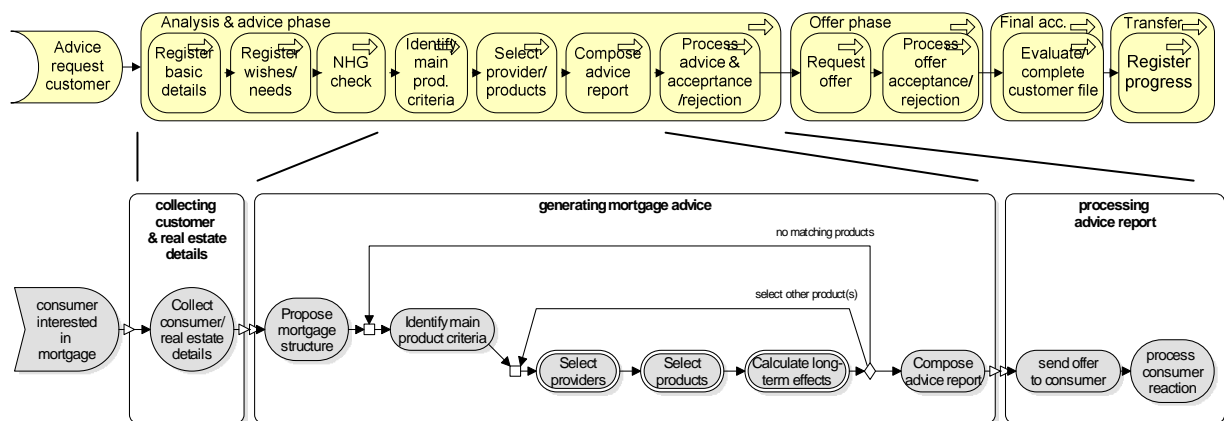 Analysis & advice phase
Offer phase
Final acc.
Transfer
Advice
request
customer
Register
basic
details
Register
wishes/
needs
NHG
check
Identify
main
prod.
criteria
Select
provider/
products
Compose
advice
report
Process
advice &
acceprtance
/rejection
Request
offer
Process
offer
acceptance/
rejection
Evaluate/
complete
customer file
Register
progress
collecting
customer
& real estate
details
generating mortgage advice
processing
advice report
no matching products
select other product(s)
consumer
interested
in
mortgage
Collect
consumer/
real estate
details
Propose
mortgage
structure
Identify main
product criteria
Select
providers
Select
products
Calculate long-
term effects
Compose
advice report
send offer
to consumer
process
consumer
reaction